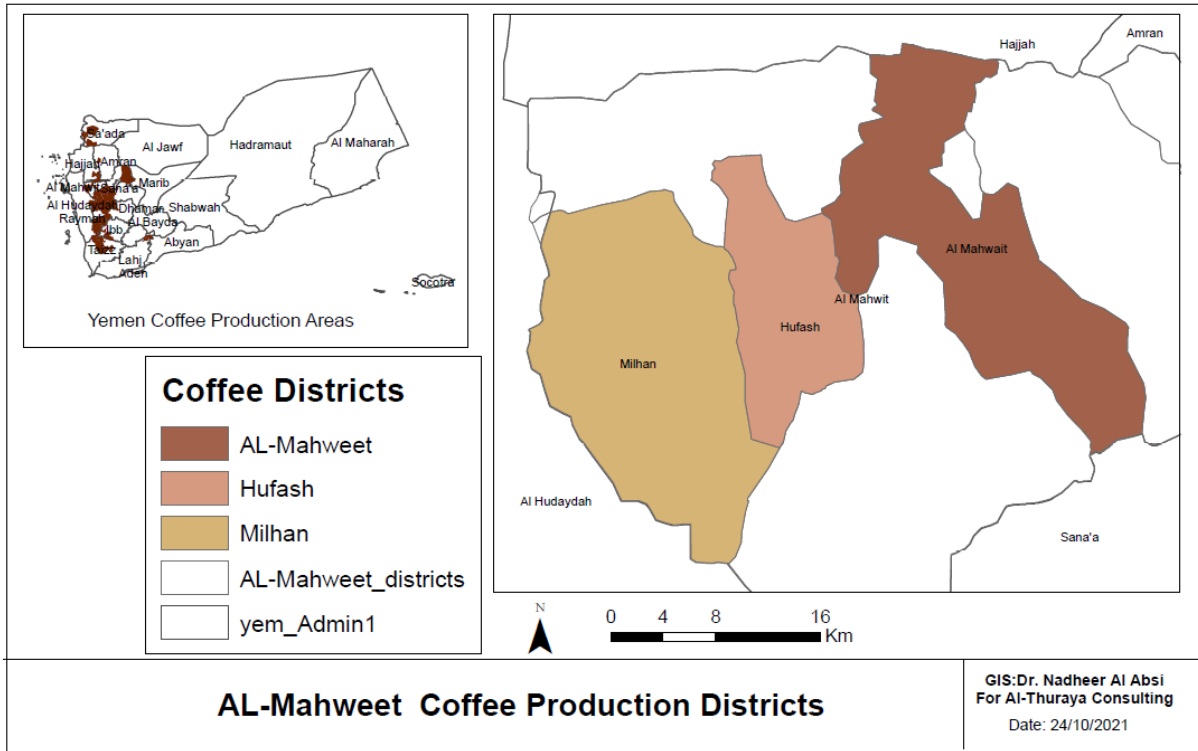 Sa'ada
Al Jawf
Hadramaut
Al Maharah
Hajjah
Amran
Al Mahwit
Sana'a
Marib
Al Hudaydah
Dhamar
Shabwah
Raymah
Al Bayda
Ibb
Abyan
Taizz
Lahj
Aden
Socotra
Yemen Coffee Production Areas
Hajjah
Amran
Al Mahwait
Al Mahwit
Hufash
Milhan
Al Hudaydah
Sana'a
Coffee Districts
AL-Mahweet
Hufash
Milhan
AL-Mahweet_districts
yem_Admin1
N
0 4 8 16
Km
AL-Mahweet Coffee Production Districts
GIS:Dr. Nadheer Al Absi
For Al-Thuraya Consulting
Date: 24/10/2021